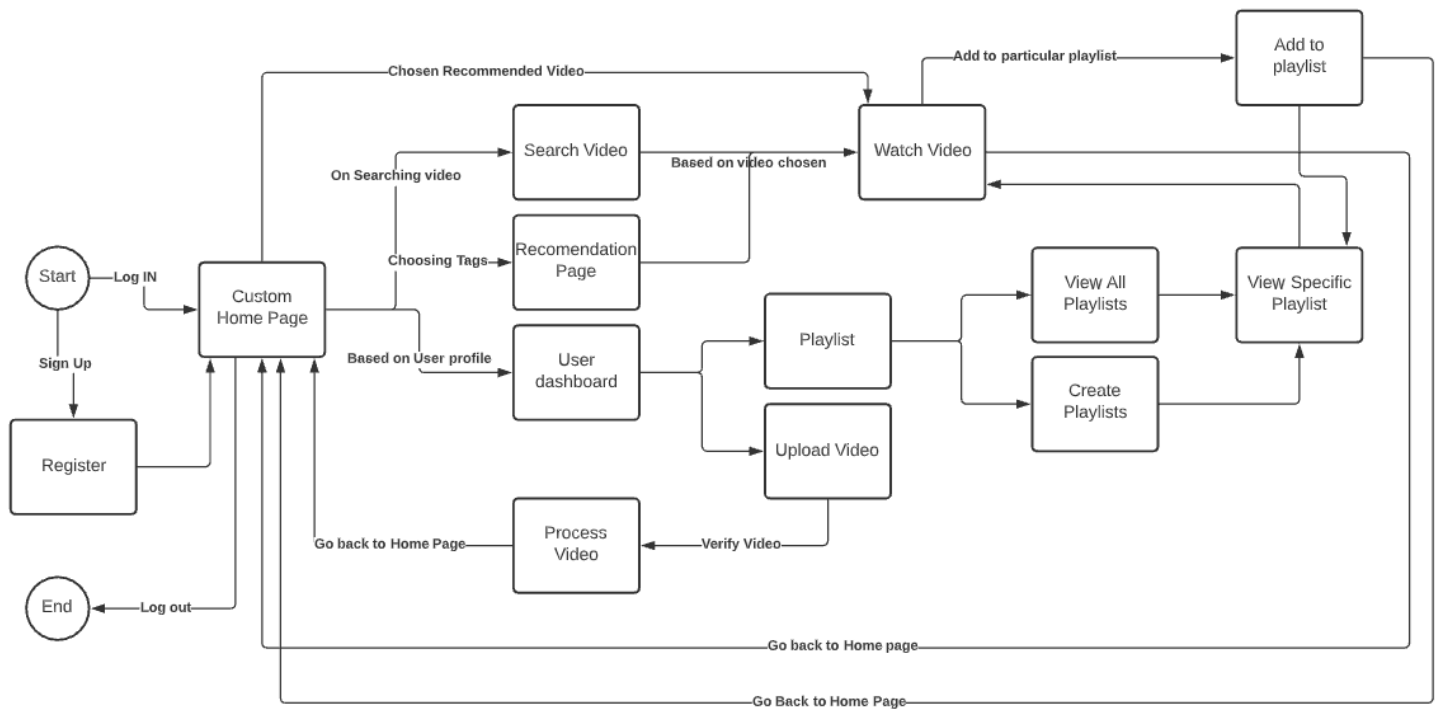 Add to
playlist
Add to particular playlist
Chosen Recommended Video
Search Video
Based on video chosen
Watch Video
On Searching video
Recomendation
Page
Choosing Tags
Start
Log IN
Custom
Home Page
View All
Playlists
View Specific
Playlist
Playlist
Sign Up
Based on User profile
User
dashboard
Create
Playlists
Register
Upload Video
Process
Video
Go back to Home Page
Verify Video
End
Log out
Go back to Home page
Go Back to Home Page